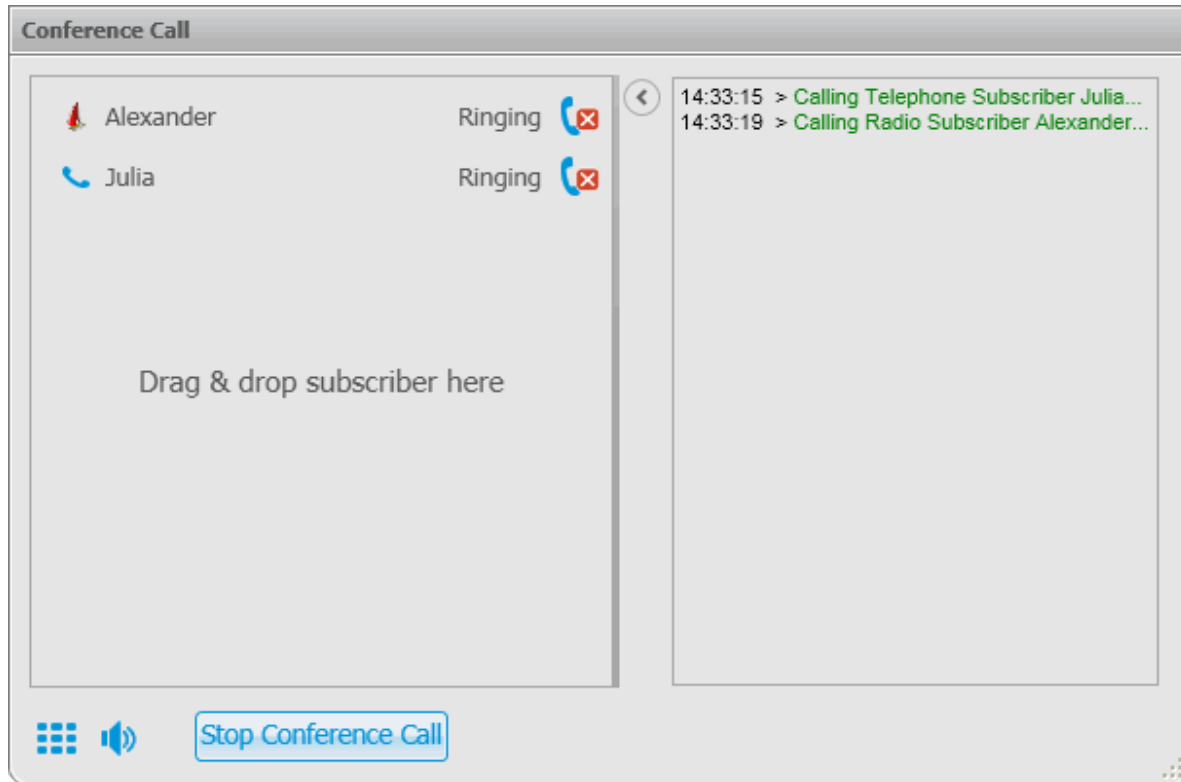 Conference Call
Alexander Ringing
Julia Ringing
Drag & drop subscriber here
14:33:15 > Calling Telephone Subscriber Julia...
14:33:19 > Calling Radio Subscriber Alexander...
Stop Conference Call